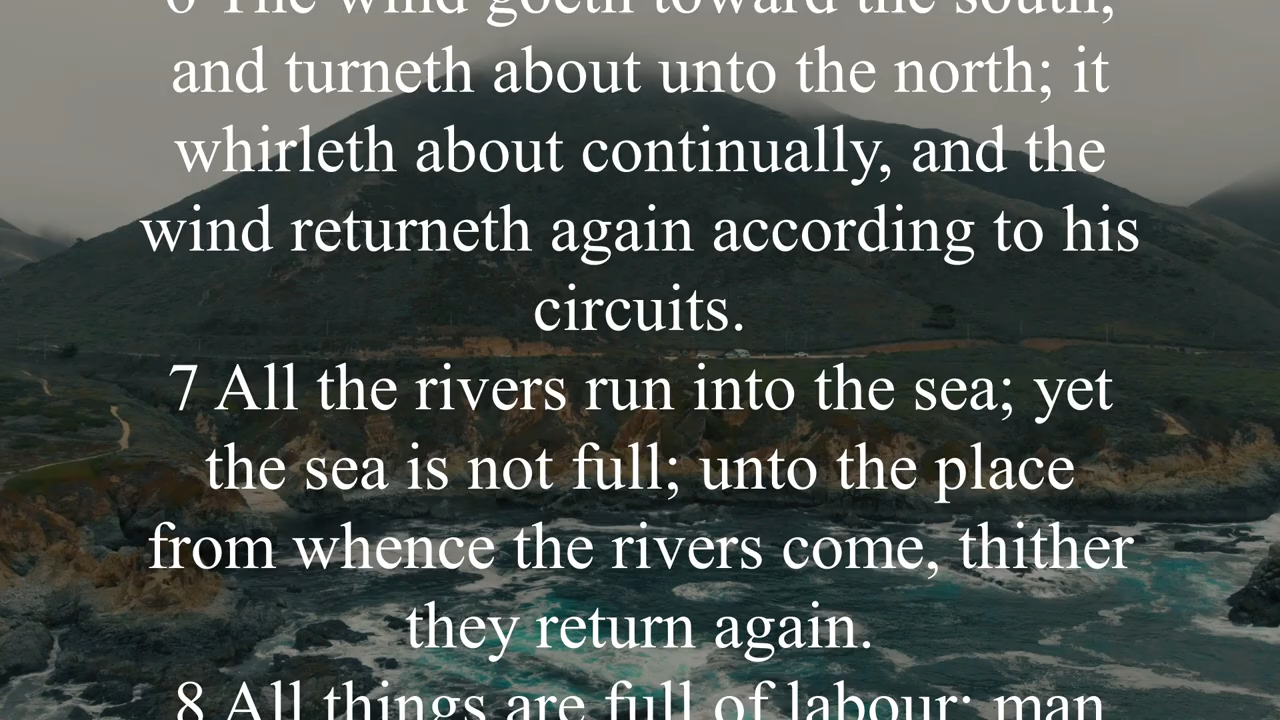 6 The wind goeth toward the south,
and turneth about unto the north; it
whirleth about continually, and the
wind returneth again according to his
circuits.
7 All the rivers run into the sea; yet
the sea is not full; unto the place
from whence the rivers come, thither
they return again.
8 All things are full of labour; man